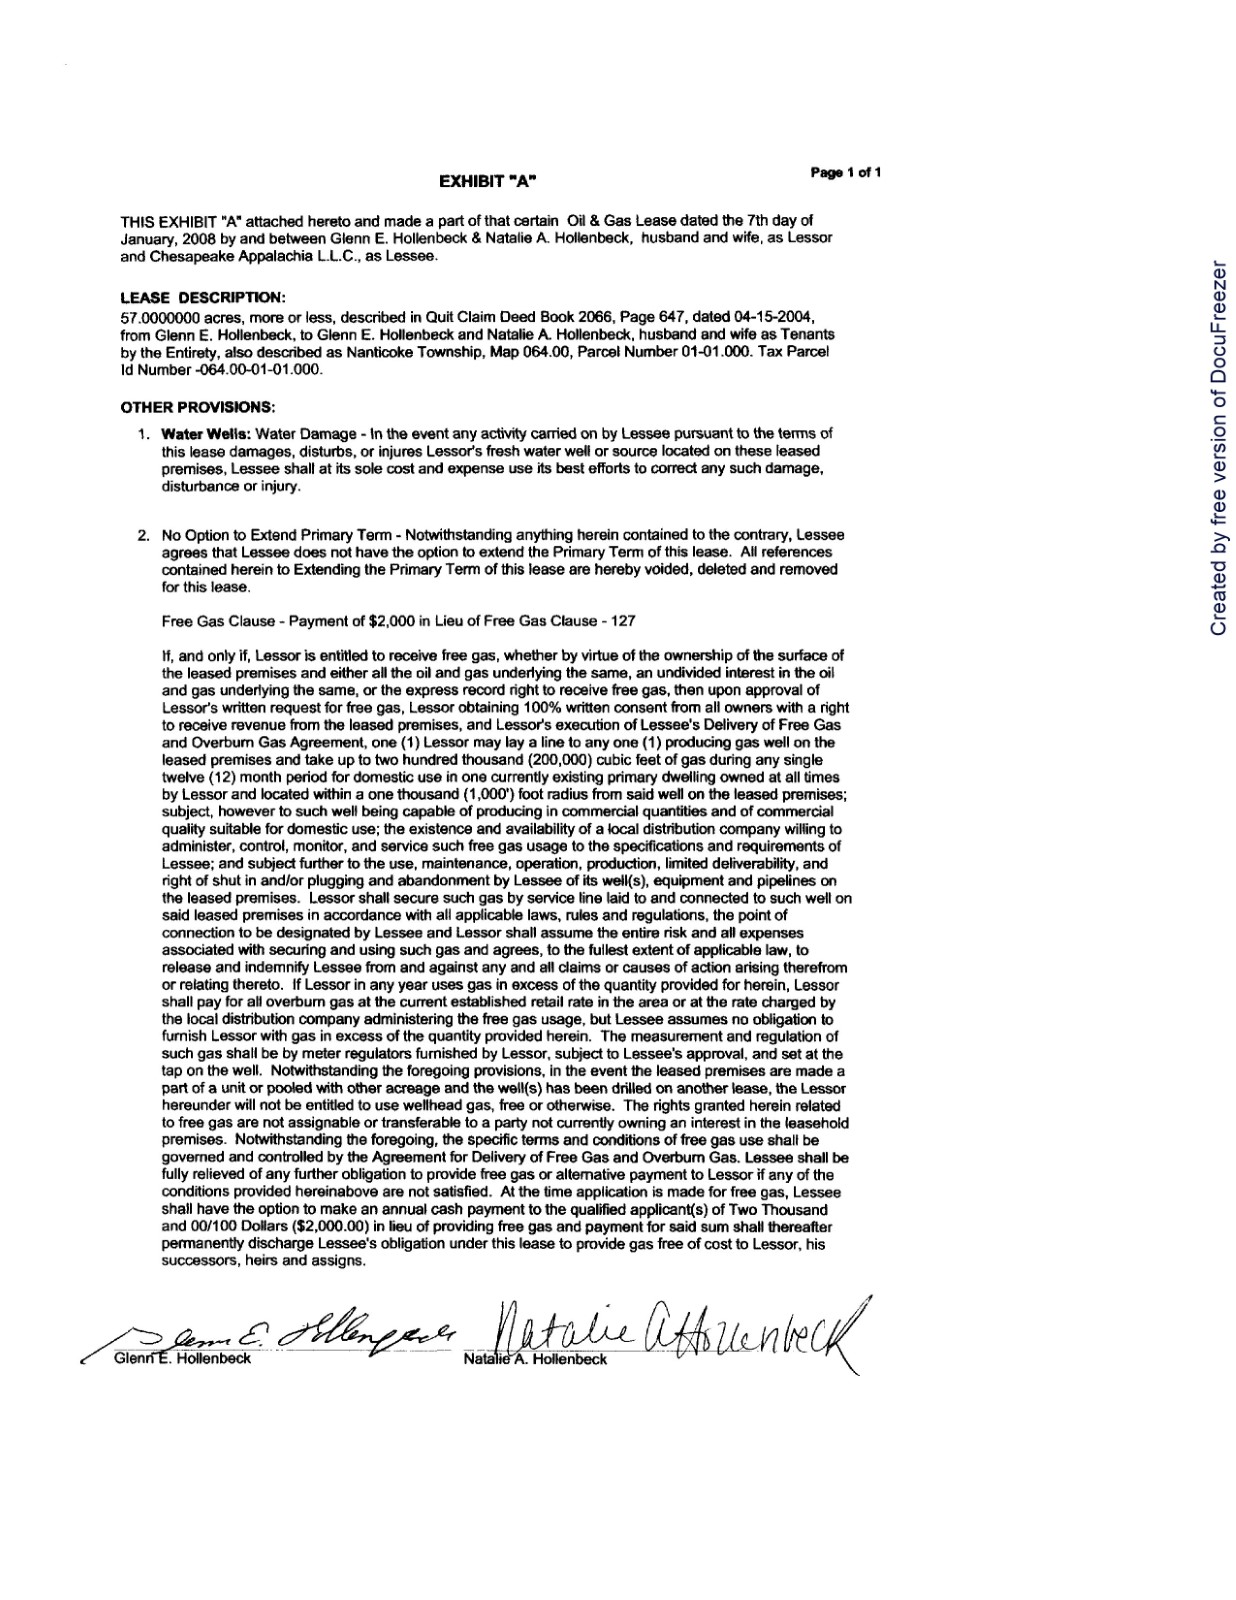 Page 1 of 1
EXHIBIT "A"
THIS EXHIBIT "A" attached hereto and made a part of that certain Oil & Gas Lease dated the 7th day of
January, 2008 by and between Glenn E. Hollenbeck & Natalie A. Hollenbeck, husband and wife, as Lessor
and Chesapeake Appalachia L.L.C., as Lessee.
LEASE DESCRIPTION:
57.0000000 acres, more or less, described in Quit Claim Deed Book 2066, Page 647, dated 04-15-2004,
from Glenn E. Hollenbeck, to Glenn E. Hollenbeck and Natalie A. Hollenbeck, husband and wife as Tenants
by the Entirety, also described as Nanticoke Township, Map 064.00, Parcel Number 01-01.000. Tax Parcel
Id Number -064.00-01-01.000.
OTHER PROVISIONS:
1. Water Wells: Water Damage - In the event any activity carried on by Lessee pursuant to the terms of
this lease damages, disturbs, or injures Lessor's fresh water well or source located on these leased
premises, Lessee shall at its sole cost and expense use its best efforts to correct any such damage,
disturbance or injury.
2. No Option to Extend Primary Term - Notwithstanding anything herein contained to the contrary, Lessee
agrees that Lessee does not have the option to extend the Primary Term of this lease. All references
contained herein to Extending the Primary Term of this lease are hereby voided, deleted and removed
for this lease.
Free Gas Clause - Payment of $2,000 in Lieu of Free Gas Clause - 127
If, and only if, Lessor is entitled to receive free gas, whether by virtue of the ownership of the surface of
the leased premises and either all the oil and gas underlying the same, an undivided interest in the oil
and gas underlying the same, or the express record right to receive free gas, then upon approval of
Lessor's written request for free gas, Lessor obtaining 100% written consent from all owners with a right
to receive revenue from the leased premises, and Lessor's execution of Lessee's Delivery of Free Gas
and Overburn Gas Agreement, one (1) Lessor may lay a line to any one (1) producing gas well on the
leased premises and take up to two hundred thousand (200,000) cubic feet of gas during any single
twelve (12) month period for domestic use in one currently existing primary dwelling owned at all times
by Lessor and located within a one thousand (1,000') foot radius from said well on the leased premises;
subject, however to such well being capable of producing in commercial quantities and of commercial
quality suitable for domestic use; the existence and availability of a local distribution company willing to
administer, control, monitor, and service such free gas usage to the specifications and requirements of
Lessee; and subject further to the use, maintenance, operation, production, limited deliverability, and
right of shut in and/or plugging and abandonment by Lessee of its well(s), equipment and pipelines on
the leased premises. Lessor shall secure such gas by service line laid to and connected to such well on
said leased premises in accordance with all applicable laws, rules and regulations, the point of
connection to be designated by Lessee and Lessor shall assume the entire risk and all expenses
associated with securing and using such gas and agrees, to the fullest extent of applicable law, to
release and indemnify Lessee from and against any and all claims or causes of action arising therefrom
or relating thereto. If Lessor in any year uses gas in excess of the quantity provided for herein, Lessor
shall pay for all overburn gas at the current established retail rate in the area or at the rate charged by
the local distribution company administering the free gas usage, but Lessee assumes no obligation to
furnish Lessor with gas in excess of the quantity provided herein. The measurement and regulation of
such gas shall be by meter regulators furnished by Lessor, subject to Lessee's approval, and set at the
tap on the well. Notwithstanding the foregoing provisions, in the event the leased premises are made a
part of a unit or pooled with other acreage and the well(s) has been drilled on another lease, the Lessor
hereunder will not be entitled to use wellhead gas, free or otherwise. The rights granted herein related
to free gas are not assignable or transferable to a party not currently owning an interest in the leasehold
premises. Notwithstanding the foregoing, the specific terms and conditions of free gas use shall be
governed and controlled by the Agreement for Delivery of Free Gas and Overburn Gas. Lessee shall be
fully relieved of any further obligation to provide free gas or alternative payment to Lessor if any of the
conditions provided hereinabove are not satisfied. At the time application is made for free gas, Lessee
shall have the option to make an annual cash payment to the qualified applicant(s) of Two Thousand
and 00/100 Dollars ($2,000.00) in lieu of providing free gas and payment for said sum shall thereafter
permanently discharge Lessee's obligation under this lease to provide gas free of cost to Lessor, his
successors, heirs and assigns.
Glenn E. Hollenbeck Natalie A Hollenbeck
Glenn E. Hollenbeck Natalie A. Hollenbeck
Created by free version of DocuFreezer